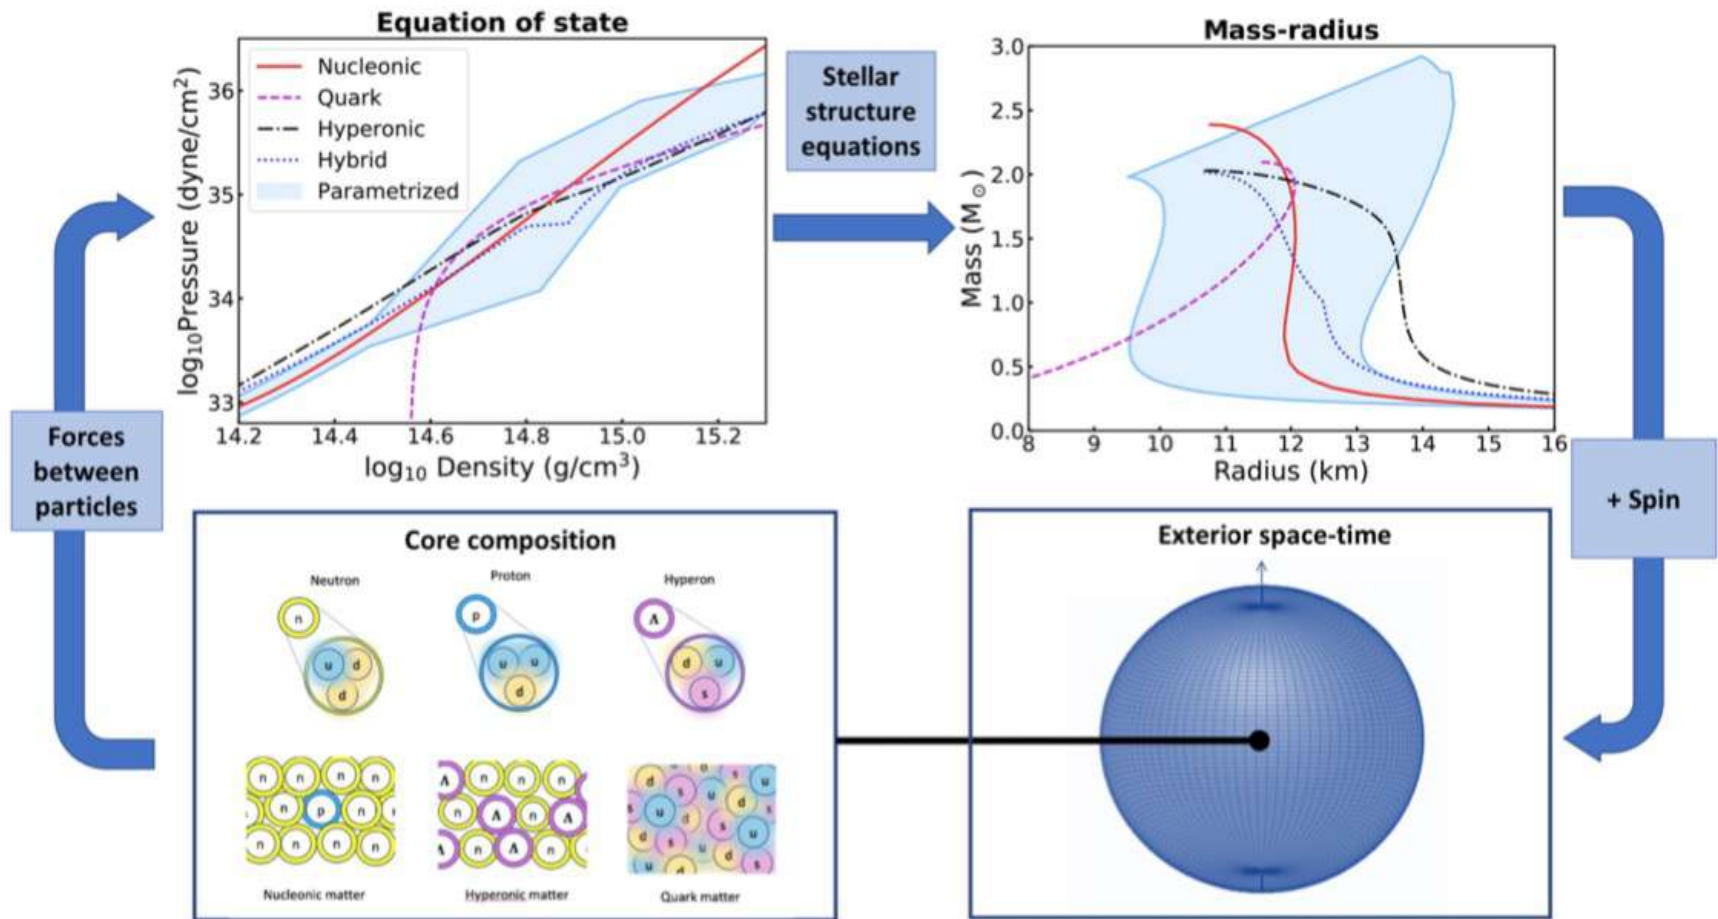 Equation of state
log₁₀Pressure (dyne/cm²)
36
35
34
33
Nucleonic
Quark
Hyperonic
Hybrid
Parametrized
14.2 14.4 14.6 14.8 15.0 15.2
log₁₀ Density (g/cm³)
Stellar
structure
equations
Mass-radius
Mass (M⊙)
3.0
2.5
2.0
1.5
1.0
0.5
0.0
8 9 10 11 12 13 14 15 16
Radius (km)
Forces
between
particles
+ Spin
Core composition
Neutron Proton Hyperon
n p Λ
u d u u d u
d d s
n n n n
n p n
n n n n
Nucleonic matter
Λ n n n
n Λ n Λ
Λ n Λ n
Hyperonic matter
d s u
s u d u d s
d s s u
u d u d s
Quark matter
Exterior space-time